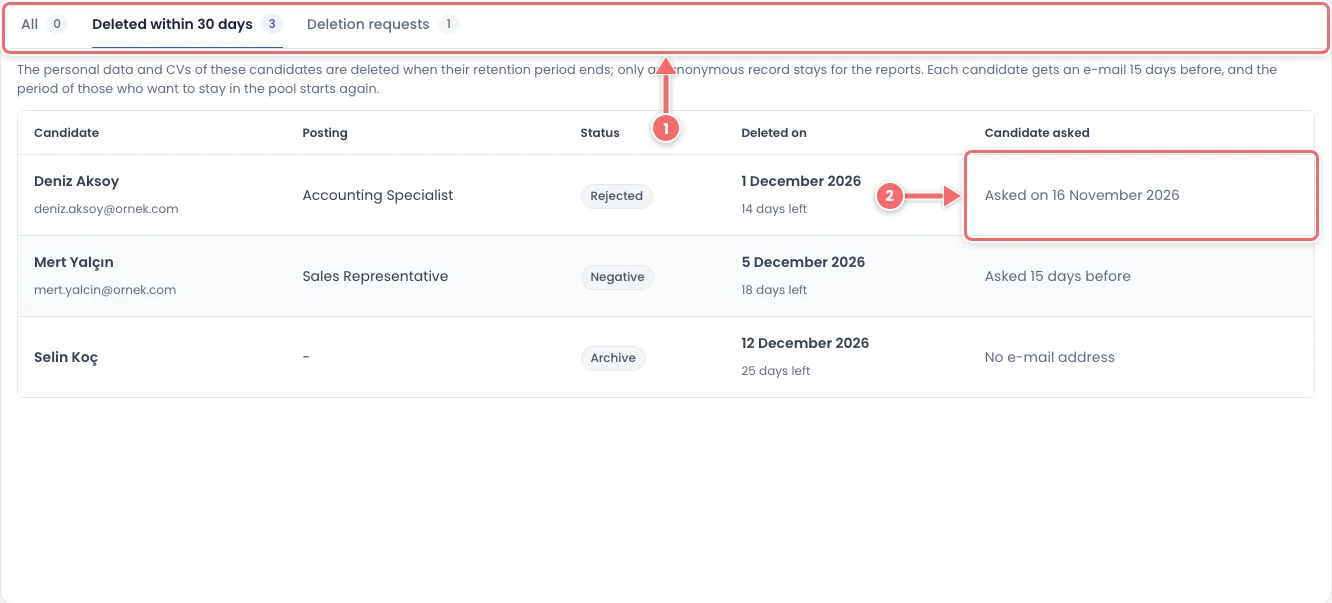 All 0 Deleted within 30 days 3 Deletion requests 1
The personal data and CVs of these candidates are deleted when their retention period ends; only a nonymous record stays for the reports. Each candidate gets an e-mail 15 days before, and the
period of those who want to stay in the pool starts again.
1
Candidate Posting Status Deleted on Candidate asked
Deniz Aksoy
deniz.aksoy@ornek.com
Accounting Specialist
Rejected
1 December 2026
14 days left
2
Asked on 16 November 2026
Mert Yalçın
mert.yalcin@ornek.com
Sales Representative
Negative
5 December 2026
18 days left
Asked 15 days before
Selin Koç
-
Archive
12 December 2026
25 days left
No e-mail address